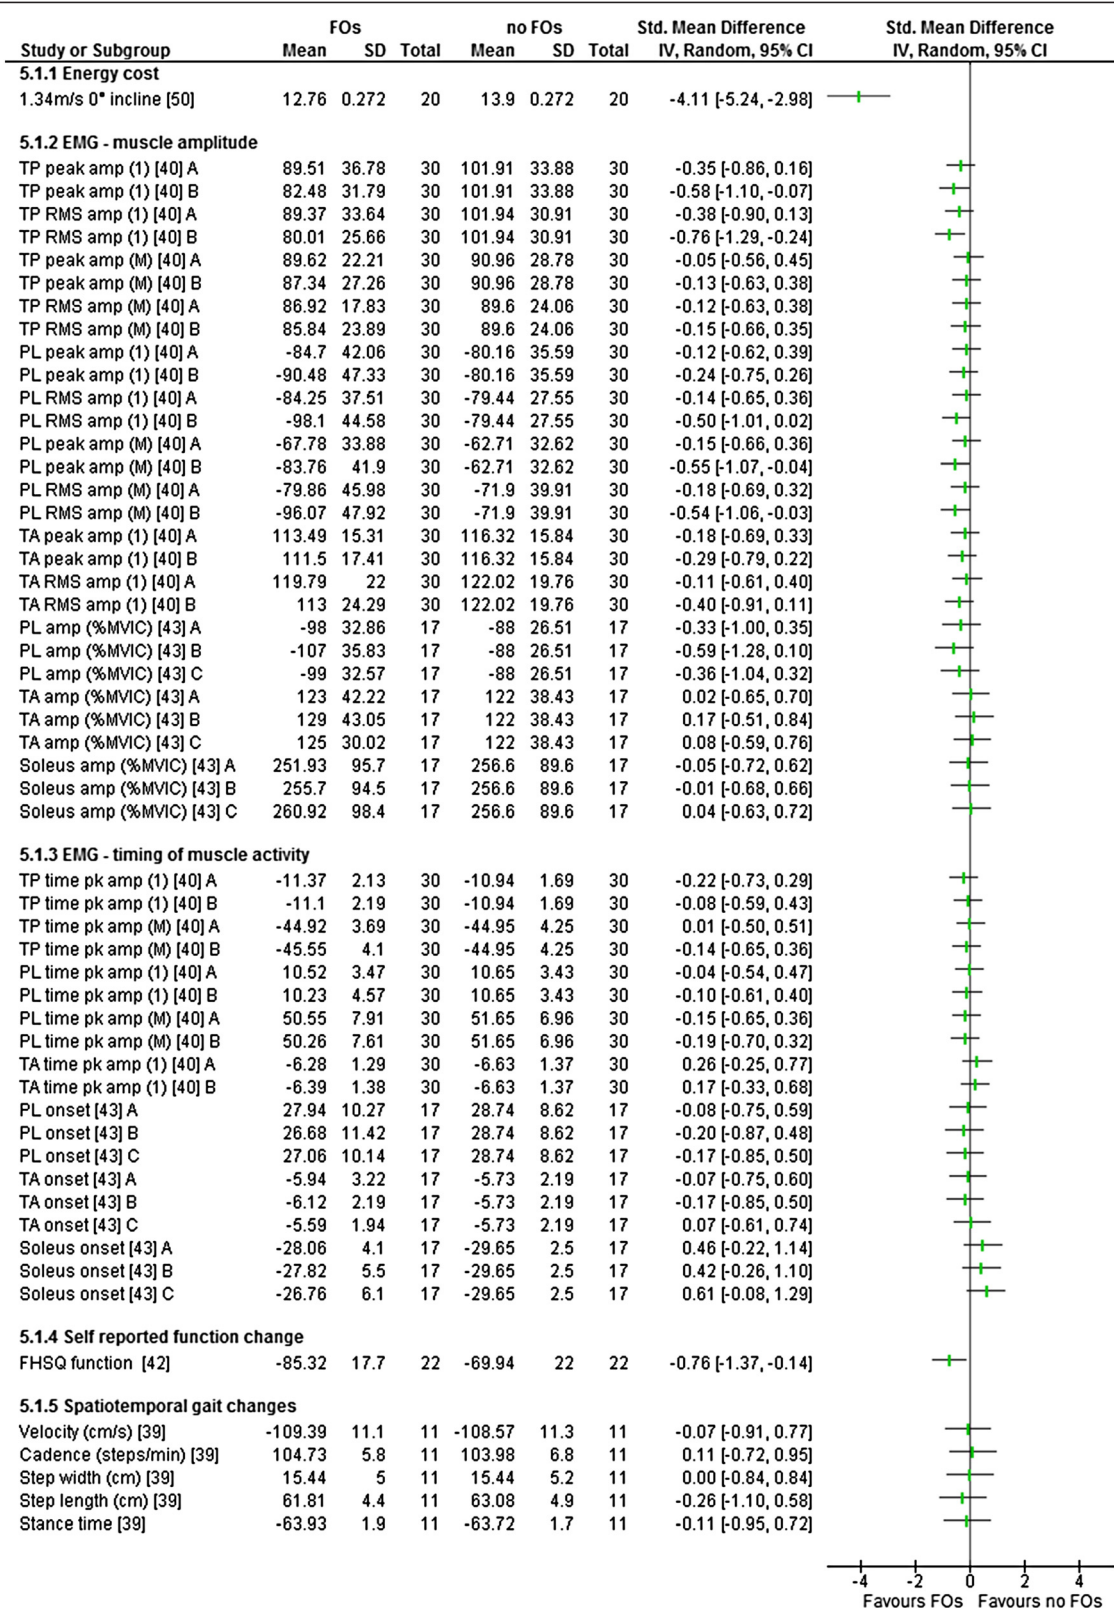 FOs no FOs Std. Mean Difference Std. Mean Difference
Study or Subgroup Mean SD Total Mean SD Total IV, Random, 95% CI IV, Random, 95% CI
5.1.1 Energy cost
1.34m/s 0° incline [50] 12.76 0.272 20 13.9 0.272 20 -4.11 [-5.24, -2.98]
5.1.2 EMG - muscle amplitude
TP peak amp (1) [40] A 89.51 36.78 30 101.91 33.88 30 -0.35 [-0.86, 0.16]
TP peak amp (1) [40] B 82.48 31.79 30 101.91 33.88 30 -0.58 [-1.10, -0.07]
TP RMS amp (1) [40] A 89.37 33.64 30 101.94 30.91 30 -0.38 [-0.90, 0.13]
TP RMS amp (1) [40] B 80.01 25.66 30 101.94 30.91 30 -0.76 [-1.29, -0.24]
TP peak amp (M) [40] A 89.62 22.21 30 90.96 28.78 30 -0.05 [-0.56, 0.45]
TP peak amp (M) [40] B 87.34 27.26 30 90.96 28.78 30 -0.13 [-0.63, 0.38]
TP RMS amp (M) [40] A 86.92 17.83 30 89.6 24.06 30 -0.12 [-0.63, 0.38]
TP RMS amp (M) [40] B 85.84 23.89 30 89.6 24.06 30 -0.15 [-0.66, 0.35]
PL peak amp (1) [40] A -84.7 42.06 30 -80.16 35.59 30 -0.12 [-0.62, 0.39]
PL peak amp (1) [40] B -90.48 47.33 30 -80.16 35.59 30 -0.24 [-0.75, 0.26]
PL RMS amp (1) [40] A -84.25 37.51 30 -79.44 27.55 30 -0.14 [-0.65, 0.36]
PL RMS amp (1) [40] B -98.1 44.58 30 -79.44 27.55 30 -0.50 [-1.01, 0.02]
PL peak amp (M) [40] A -67.78 33.88 30 -62.71 32.62 30 -0.15 [-0.66, 0.36]
PL peak amp (M) [40] B -83.76 41.9 30 -62.71 32.62 30 -0.55 [-1.07, -0.04]
PL RMS amp (M) [40] A -79.86 45.98 30 -71.9 39.91 30 -0.18 [-0.69, 0.32]
PL RMS amp (M) [40] B -96.07 47.92 30 -71.9 39.91 30 -0.54 [-1.06, -0.03]
TA peak amp (1) [40] A 113.49 15.31 30 116.32 15.84 30 -0.18 [-0.69, 0.33]
TA peak amp (1) [40] B 111.5 17.41 30 116.32 15.84 30 -0.29 [-0.79, 0.22]
TA RMS amp (1) [40] A 119.79 22 30 122.02 19.76 30 -0.11 [-0.61, 0.40]
TA RMS amp (1) [40] B 113 24.29 30 122.02 19.76 30 -0.40 [-0.91, 0.11]
PL amp (%MVIC) [43] A -98 32.86 17 -88 26.51 17 -0.33 [-1.00, 0.35]
PL amp (%MVIC) [43] B -107 35.83 17 -88 26.51 17 -0.59 [-1.28, 0.10]
PL amp (%MVIC) [43] C -99 32.57 17 -88 26.51 17 -0.36 [-1.04, 0.32]
TA amp (%MVIC) [43] A 123 42.22 17 122 38.43 17 0.02 [-0.65, 0.70]
TA amp (%MVIC) [43] B 129 43.05 17 122 38.43 17 0.17 [-0.51, 0.84]
TA amp (%MVIC) [43] C 125 30.02 17 122 38.43 17 0.08 [-0.59, 0.76]
Soleus amp (%MVIC) [43] A 251.93 95.7 17 256.6 89.6 17 -0.05 [-0.72, 0.62]
Soleus amp (%MVIC) [43] B 255.7 94.5 17 256.6 89.6 17 -0.01 [-0.68, 0.66]
Soleus amp (%MVIC) [43] C 260.92 98.4 17 256.6 89.6 17 0.04 [-0.63, 0.72]
5.1.3 EMG - timing of muscle activity
TP time pk amp (1) [40] A -11.37 2.13 30 -10.94 1.69 30 -0.22 [-0.73, 0.29]
TP time pk amp (1) [40] B -11.1 2.19 30 -10.94 1.69 30 -0.08 [-0.59, 0.43]
TP time pk amp (M) [40] A -44.92 3.69 30 -44.95 4.25 30 0.01 [-0.50, 0.51]
TP time pk amp (M) [40] B -45.55 4.1 30 -44.95 4.25 30 -0.14 [-0.65, 0.36]
PL time pk amp (1) [40] A 10.52 3.47 30 10.65 3.43 30 -0.04 [-0.54, 0.47]
PL time pk amp (1) [40] B 10.23 4.57 30 10.65 3.43 30 -0.10 [-0.61, 0.40]
PL time pk amp (M) [40] A 50.55 7.91 30 51.65 6.96 30 -0.15 [-0.65, 0.36]
PL time pk amp (M) [40] B 50.26 7.61 30 51.65 6.96 30 -0.19 [-0.70, 0.32]
TA time pk amp (1) [40] A -6.28 1.29 30 -6.63 1.37 30 0.26 [-0.25, 0.77]
TA time pk amp (1) [40] B -6.39 1.38 30 -6.63 1.37 30 0.17 [-0.33, 0.68]
PL onset [43] A 27.94 10.27 17 28.74 8.62 17 -0.08 [-0.75, 0.59]
PL onset [43] B 26.68 11.42 17 28.74 8.62 17 -0.20 [-0.87, 0.48]
PL onset [43] C 27.06 10.14 17 28.74 8.62 17 -0.17 [-0.85, 0.50]
TA onset [43] A -5.94 3.22 17 -5.73 2.19 17 -0.07 [-0.75, 0.60]
TA onset [43] B -6.12 2.19 17 -5.73 2.19 17 -0.17 [-0.85, 0.50]
TA onset [43] C -5.59 1.94 17 -5.73 2.19 17 0.07 [-0.61, 0.74]
Soleus onset [43] A -28.06 4.1 17 -29.65 2.5 17 0.46 [-0.22, 1.14]
Soleus onset [43] B -27.82 5.5 17 -29.65 2.5 17 0.42 [-0.26, 1.10]
Soleus onset [43] C -26.76 6.1 17 -29.65 2.5 17 0.61 [-0.08, 1.29]
5.1.4 Self reported function change
FHSQ function [42] -85.32 17.7 22 -69.94 22 22 -0.76 [-1.37, -0.14]
5.1.5 Spatiotemporal gait changes
Velocity (cm/s) [39] -109.39 11.1 11 -108.57 11.3 11 -0.07 [-0.91, 0.77]
Cadence (steps/min) [39] 104.73 5.8 11 103.98 6.8 11 0.11 [-0.72, 0.95]
Step width (cm) [39] 15.44 5 11 15.44 5.2 11 0.00 [-0.84, 0.84]
Step length (cm) [39] 61.81 4.4 11 63.08 4.9 11 -0.26 [-1.10, 0.58]
Stance time [39] -63.93 1.9 11 -63.72 1.7 11 -0.11 [-0.95, 0.72]
-4 -2 0 2 4
Favours FOs Favours no FOs